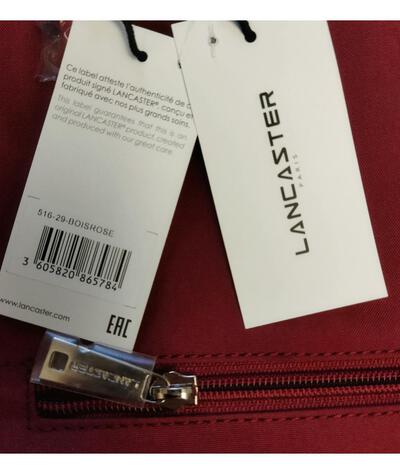 Ce label atteste l'authenticité de
produit signé LANCASTER®, conçu et
fabriqué avec nos plus grands soins.
This label guarantees that this is an
original LANCASTER® product created
and produced with our great care.
516-29-BOISROSE
3 605820 865784
www.lancaster.com
EAC
LANCASTER
PARIS
LANCASTER